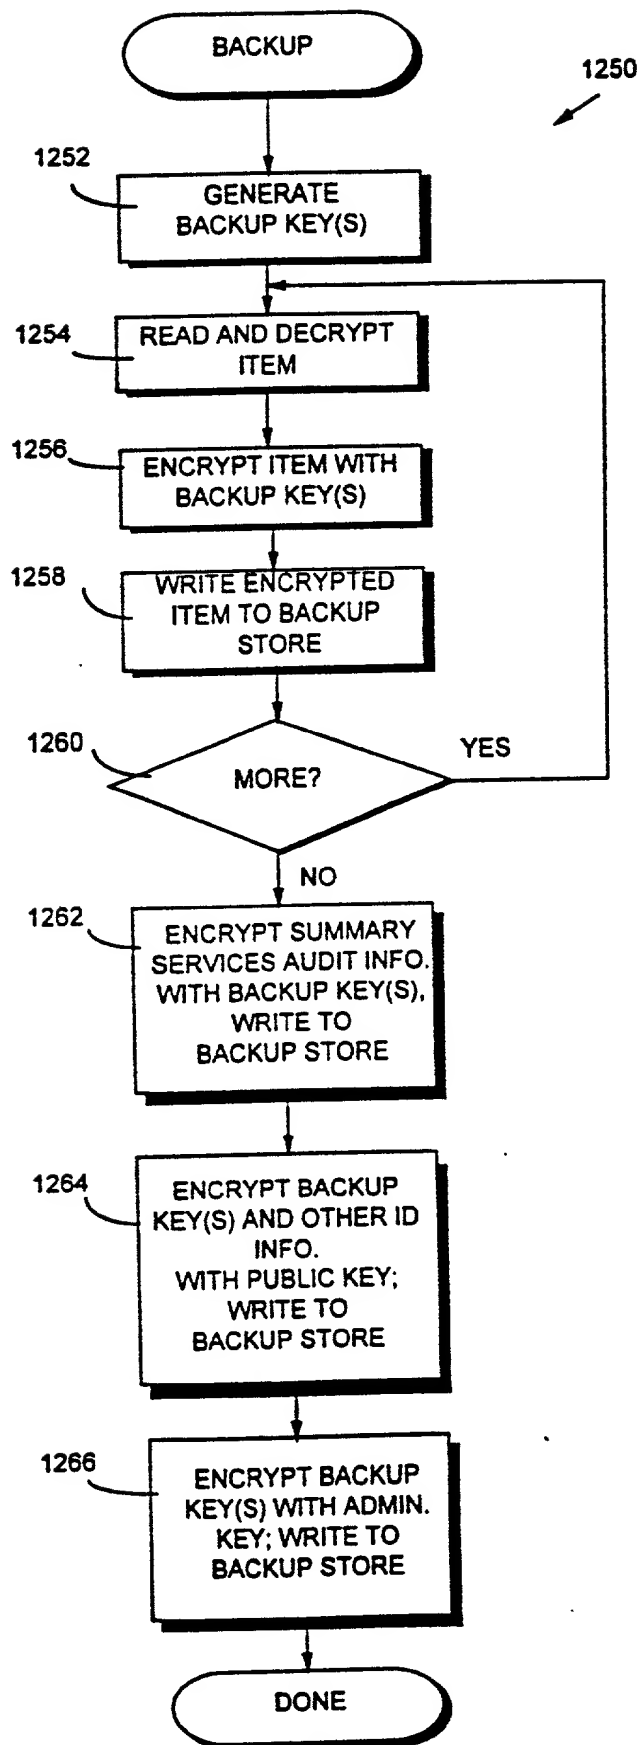 BACKUP
1250
1252
GENERATE
BACKUP KEY(S)
1254
READ AND DECRYPT
ITEM
1256
ENCRYPT ITEM WITH
BACKUP KEY(S)
1258
WRITE ENCRYPTED
ITEM TO BACKUP
STORE
1260
MORE?
YES
NO
1262
ENCRYPT SUMMARY
SERVICES AUDIT INFO.
WITH BACKUP KEY(S),
WRITE TO
BACKUP STORE
1264
ENCRYPT BACKUP
KEY(S) AND OTHER ID
INFO.
WITH PUBLIC KEY;
WRITE TO
BACKUP STORE
1266
ENCRYPT BACKUP
KEY(S) WITH ADMIN.
KEY; WRITE TO
BACKUP STORE
DONE